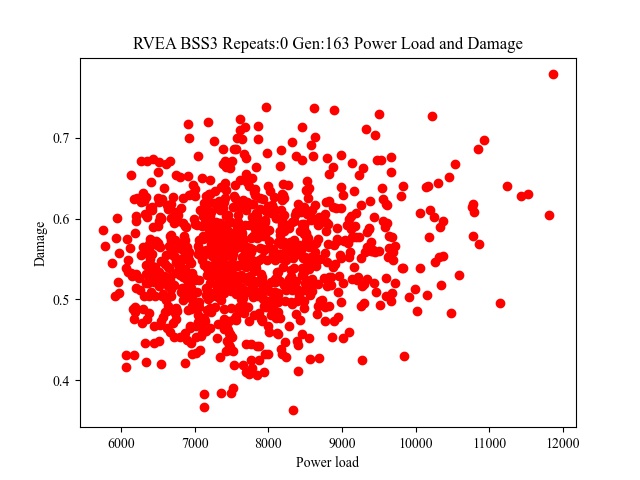 RVEA BSS3 Repeats:0 Gen:163 Power Load and Damage
0.7
0.6
0.5
0.4
Damage
6000 7000 8000 9000 10000 11000 12000
Power load